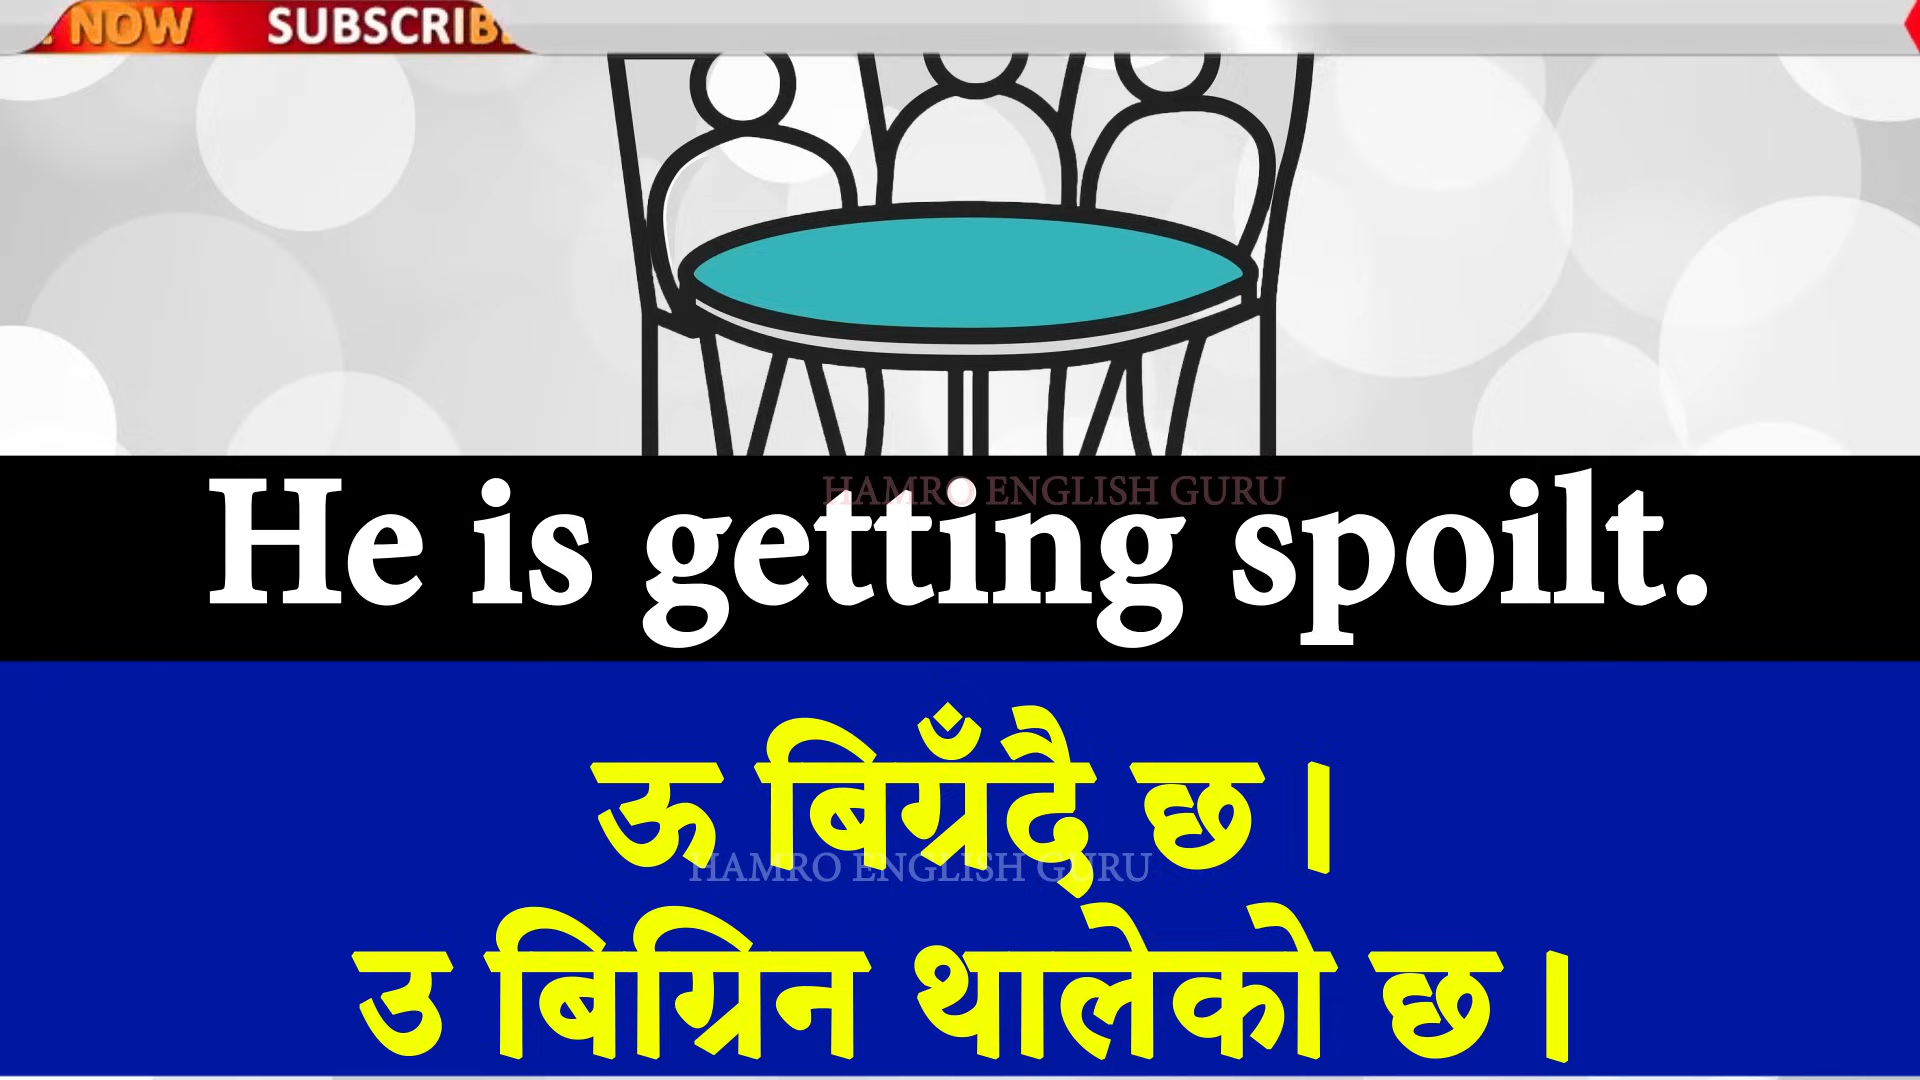 NOW SUBSCRIB
HAMRO ENGLISH GURU
He is getting spoilt.
ऊ बिग्रँदै छ।
HAMRO ENGLISH GURU
उ बिग्रिन थालेको छ।